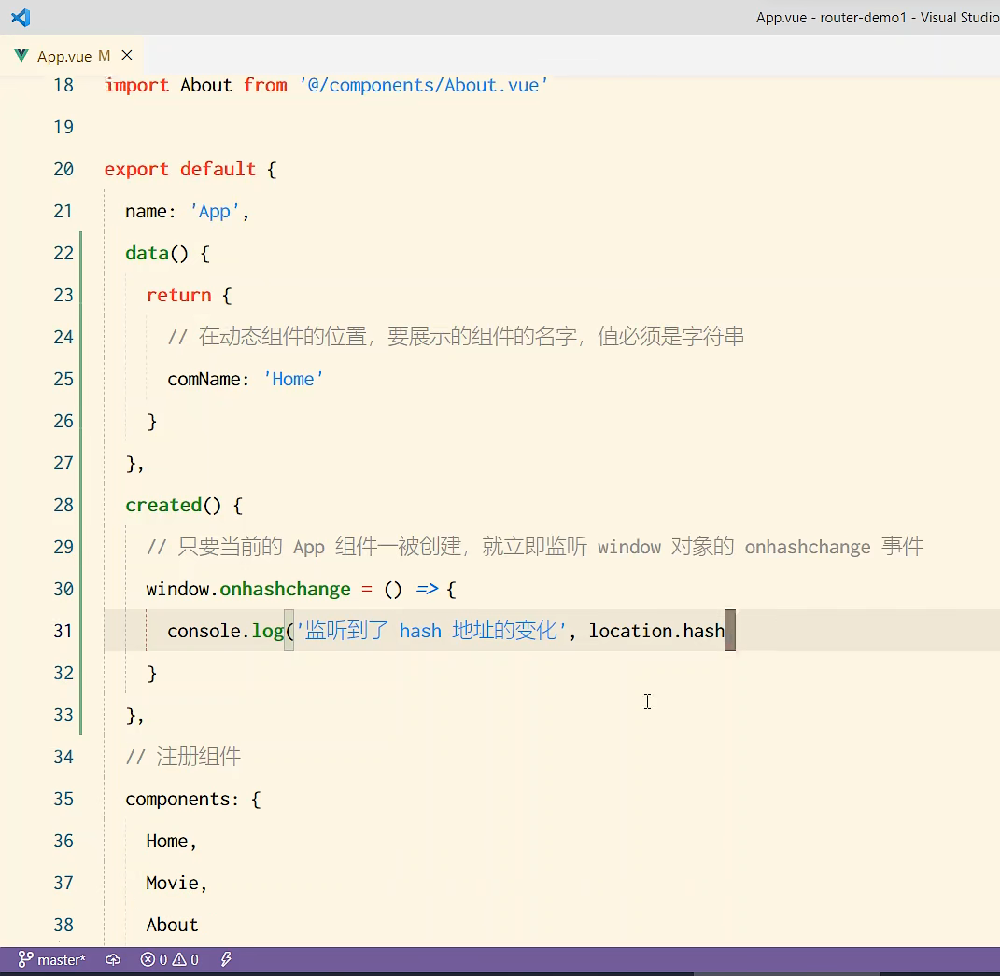 App.vue - router-demo1 - Visual Studio
App.vue M
18 import About from '@/components/About.vue'
19
20 export default {
21 name: 'App',
22 data() {
23 return {
24 // 在动态组件的位置，要展示的组件的名字，值必须是字符串
25 comName: 'Home'
26 }
27 },
28 created() {
29 // 只要当前的 App 组件一被创建，就立即监听 window 对象的 onhashchange 事件
30 window.onhashchange = () => {
31 console.log('监听到了 hash 地址的变化', location.hash
32 }
33 },
34 // 注册组件
35 components: {
36 Home,
37 Movie,
38 About
master* 0 0